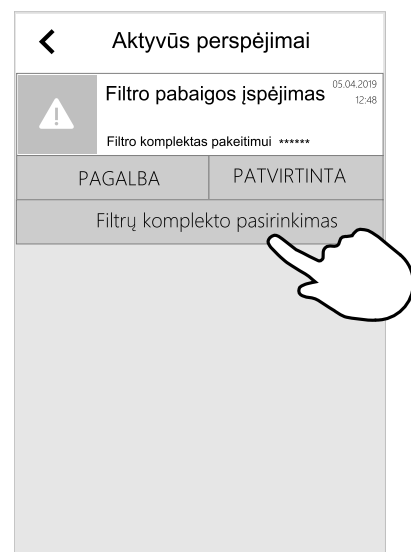 Aktyvūs perspėjimai
Filtro pabaigos įspėjimas
05.04.2019
12:48
Filtro komplektas pakeitimui ******
PAGALBA
PATVIRTINTA
Filtrų komplekto pasirinkimas